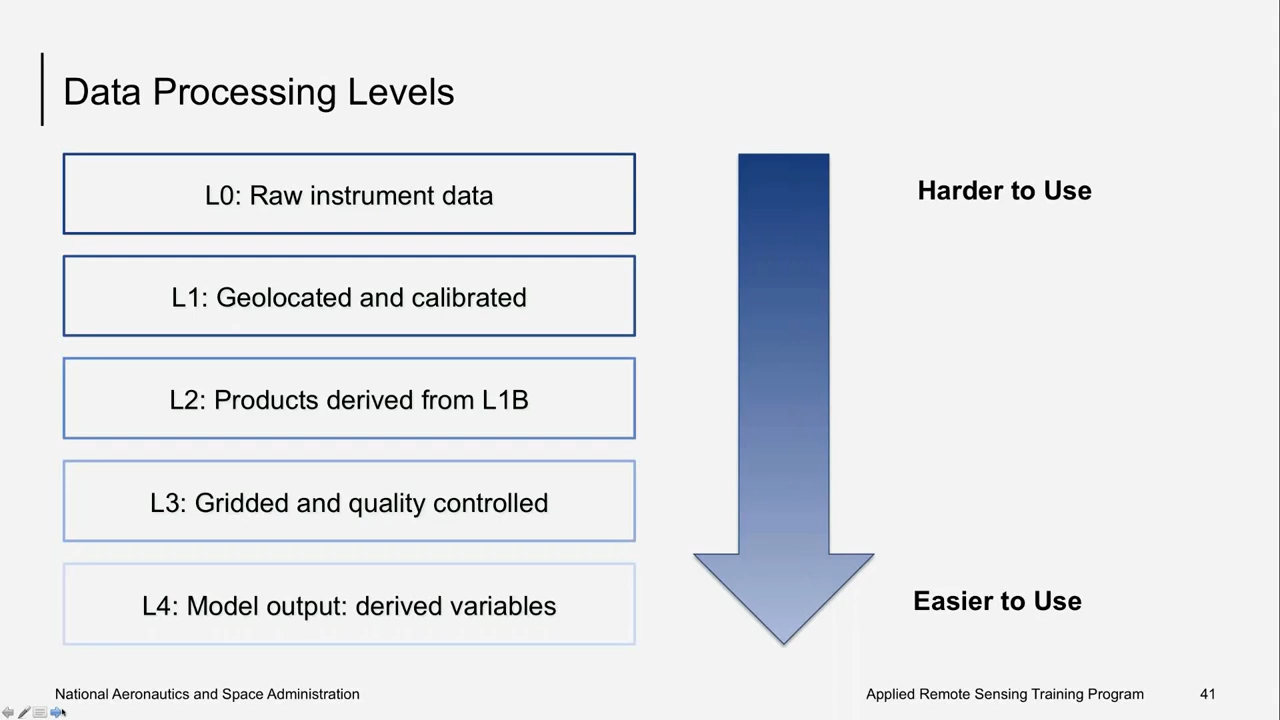 Data Processing Levels
L0: Raw instrument data
Harder to Use
L1: Geolocated and calibrated
L2: Products derived from L1B
L3: Gridded and quality controlled
L4: Model output: derived variables
Easier to Use
National Aeronautics and Space Administration
Applied Remote Sensing Training Program
41